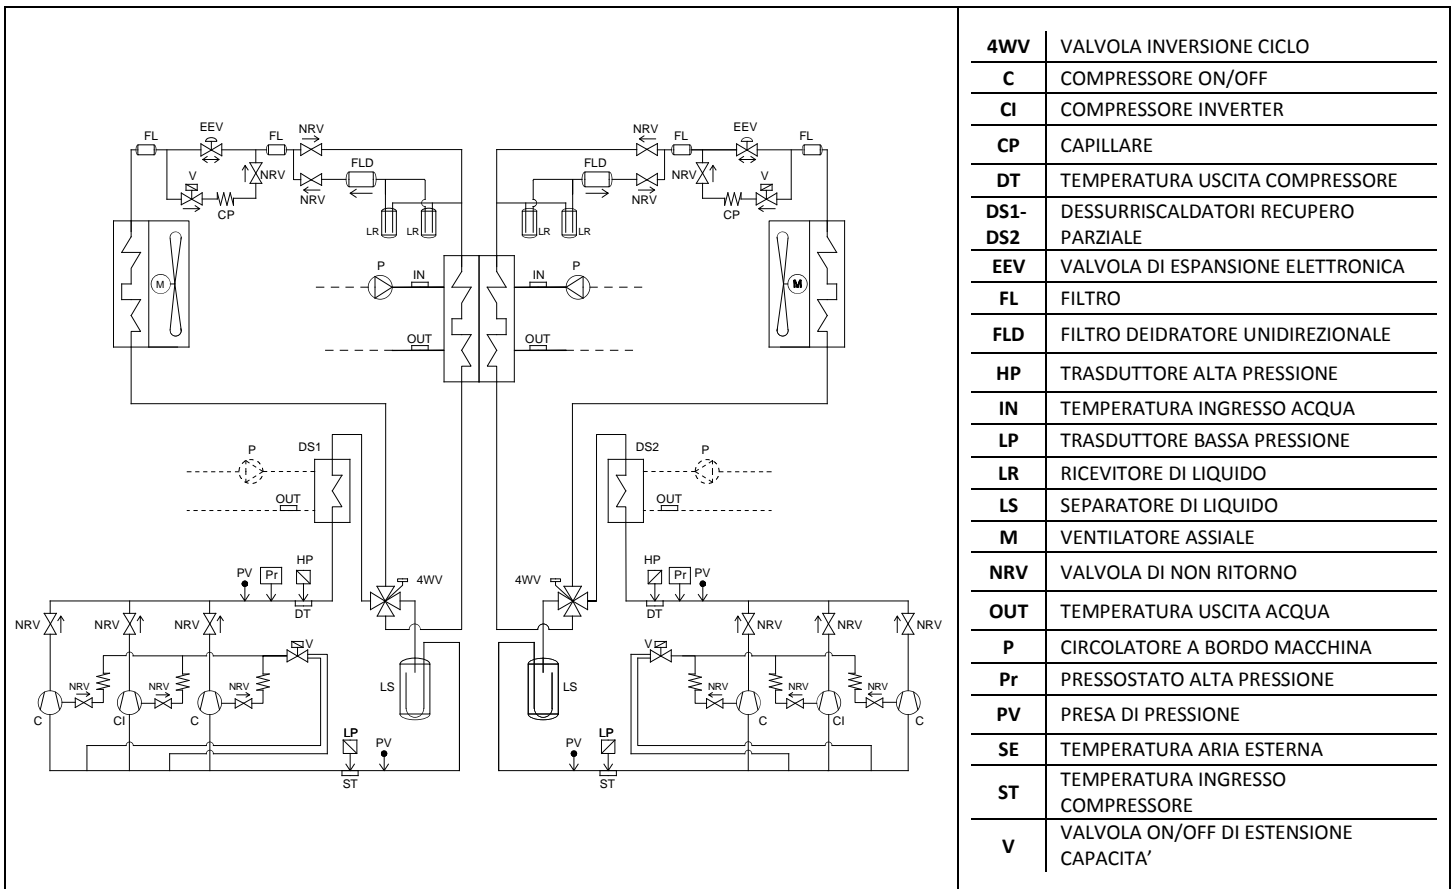 FL EEV FL NRV NRV FL EEV FL
V NRV FLD FLD NRV V
CP NRV NRV CP
LR LR LR LR
P IN IN P
M M
OUT OUT
P DS1 DS2 P
OUT OUT
PV Pr HP 4WV 4WV HP Pr PV
DT DT
NRV NRV NRV NRV NRV NRV
V V
NRV NRV NRV LS LS NRV NRV NRV
C CI C C CI C
LP PV PV LP
ST ST
4WV VALVOLA INVERSIONE CICLO
C COMPRESSORE ON/OFF
CI COMPRESSORE INVERTER
CP CAPILLARE
DT TEMPERATURA USCITA COMPRESSORE
DS1- DESSURRISCALDATORI RECUPERO
DS2 PARZIALE
EEV VALVOLA DI ESPANSIONE ELETTRONICA
FL FILTRO
FLD FILTRO DEIDRATORE UNIDIREZIONALE
HP TRASDUTTORE ALTA PRESSIONE
IN TEMPERATURA INGRESSO ACQUA
LP TRASDUTTORE BASSA PRESSIONE
LR RICEVITORE DI LIQUIDO
LS SEPARATORE DI LIQUIDO
M VENTILATORE ASSIALE
NRV VALVOLA DI NON RITORNO
OUT TEMPERATURA USCITA ACQUA
P CIRCOLATORE A BORDO MACCHINA
Pr PRESSOSTATO ALTA PRESSIONE
PV PRESA DI PRESSIONE
SE TEMPERATURA ARIA ESTERNA
ST TEMPERATURA INGRESSO
COMPRESSORE
V VALVOLA ON/OFF DI ESTENSIONE
CAPACITA’